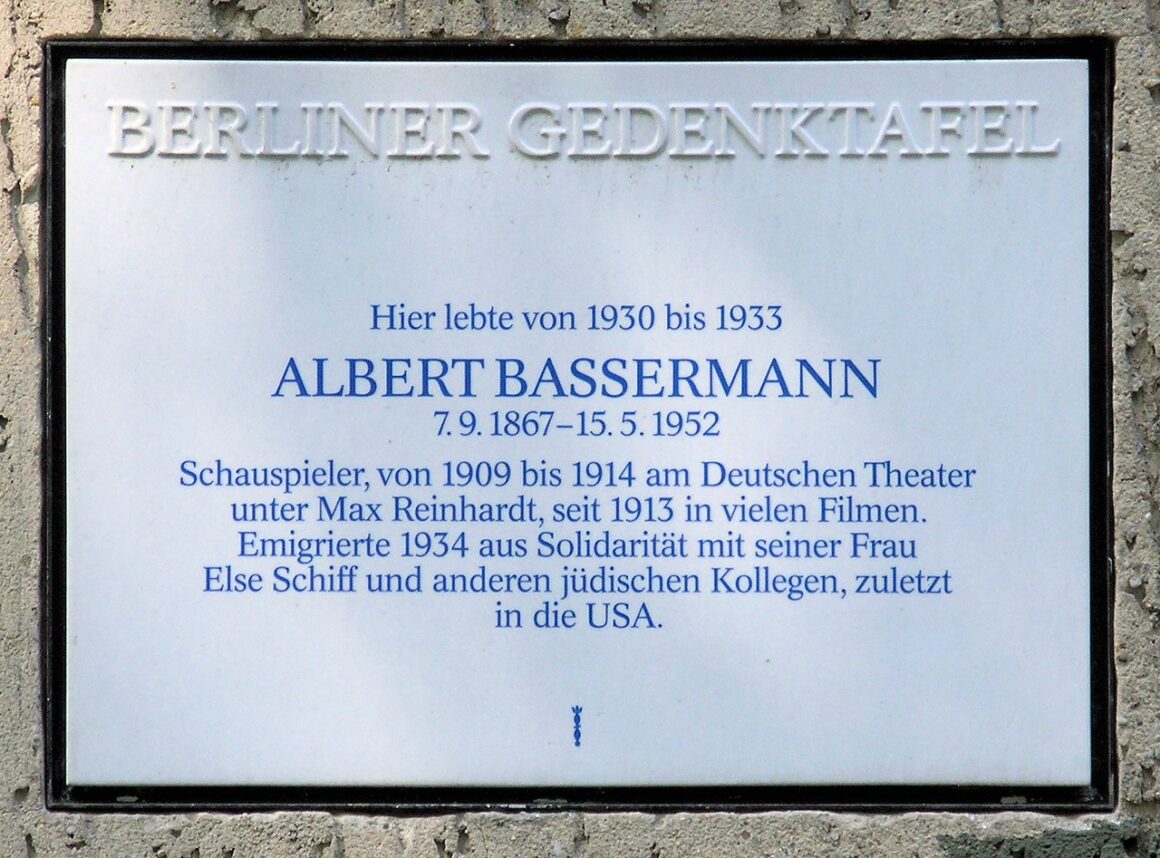 BERLINER GEDENKTAFEL
Hier lebte von 1930 bis 1933
ALBERT BASSERMANN
7. 9. 1867–15. 5. 1952
Schauspieler, von 1909 bis 1914 am Deutschen Theater
unter Max Reinhardt, seit 1913 in vielen Filmen.
Emigrierte 1934 aus Solidarität mit seiner Frau
Else Schiff und anderen jüdischen Kollegen, zuletzt
in die USA.